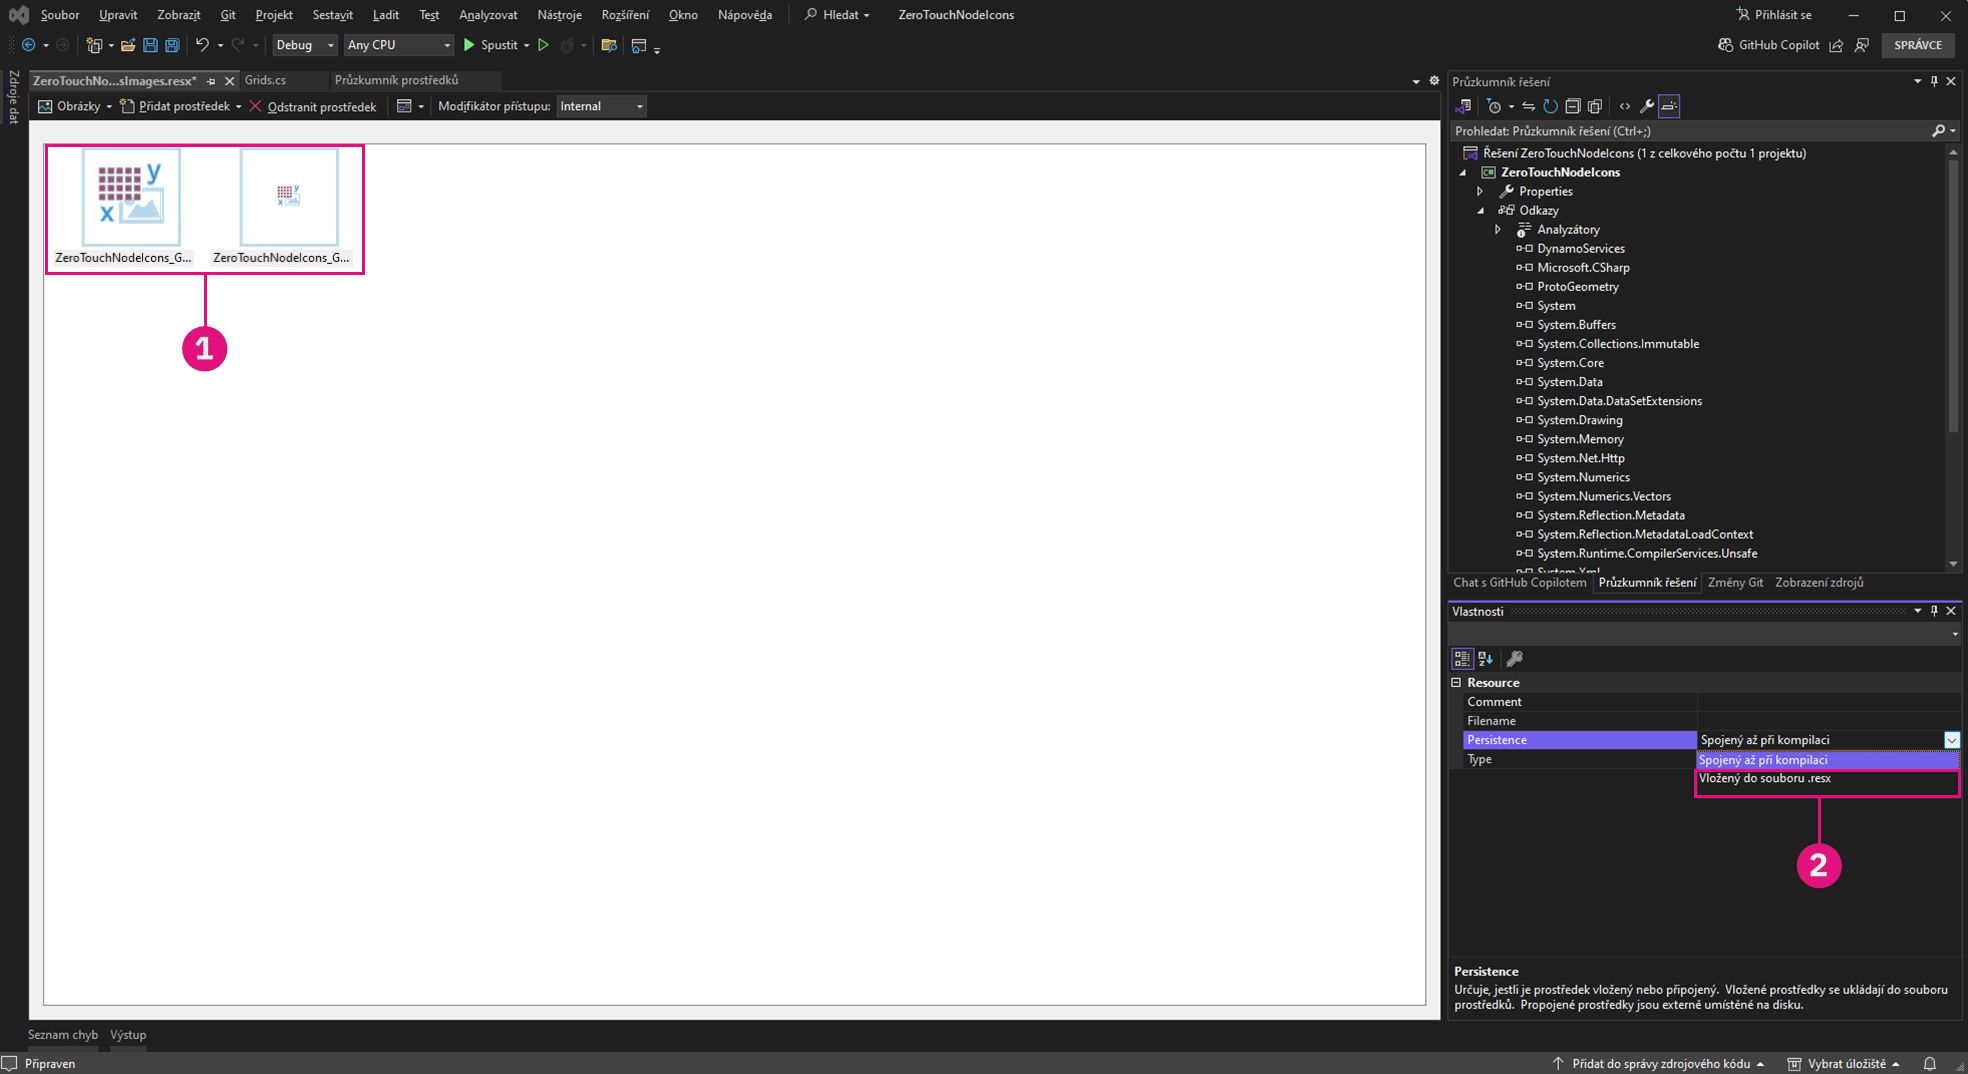 Soubor Upravit Zobrazit Git Projekt Sestavit Ladit Test Analyzovat Nástroje Rozšíření Okno Nápověda Hledat ZeroTouchNodeIcons Přihlásit se
Debug Any CPU Spustit GitHub Copilot SPRÁVCE
Zdroje dat
ZeroTouchNo...sImages.resx* Grids.cs Průzkumník prostředků
Obrázky Přidat prostředek Odstranit prostředek Modifikátor přístupu: Internal
y
x
y
x
ZeroTouchNodeIcons_G... ZeroTouchNodeIcons_G...
1
Průzkumník řešení
Prohledat: Průzkumník řešení (Ctrl+;)
Řešení ZeroTouchNodeIcons (1 z celkového počtu 1 projektu)
ZeroTouchNodeIcons
Properties
Odkazy
Analyzátory
DynamoServices
Microsoft.CSharp
ProtoGeometry
System
System.Buffers
System.Collections.Immutable
System.Core
System.Data
System.Data.DataSetExtensions
System.Drawing
System.Memory
System.Net.Http
System.Numerics
System.Numerics.Vectors
System.Reflection.Metadata
System.Reflection.MetadataLoadContext
System.Runtime.CompilerServices.Unsafe
System.Xml
Chat s GitHub Copilotem Průzkumník řešení Změny Git Zobrazení zdrojů
Vlastnosti
Resource
Comment
Filename
Persistence Spojený až při kompilaci
Type Spojený až při kompilaci
Vložený do souboru .resx
2
Persistence
Určuje, jestli je prostředek vložený nebo připojený. Vložené prostředky se ukládají do souboru
prostředků. Propojené prostředky jsou externě umístěné na disku.
Seznam chyb Výstup
Připraven Přidat do správy zdrojového kódu Vybrat úložiště